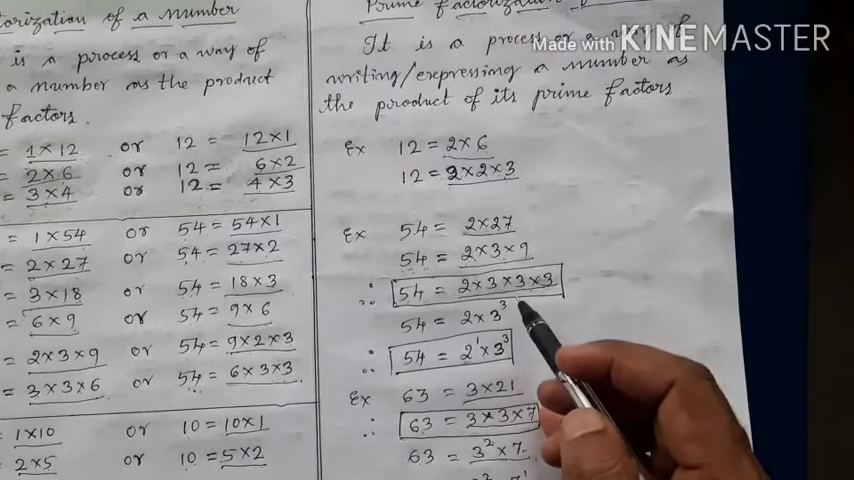 orization of a number
is a process or a way of
a number as the product
factors.
= 1×12 or 12 = 12×1
= 2×6 or 12 = 6×2
= 3×4 or 12 = 4×3
= 1×54 or 54 = 54×1
= 2×27 or 54 = 27×2
= 3×18 or 54 = 18×3
= 6×9 or 54 = 9×6
= 2×3×9 or 54 = 9×2×3
= 3×3×6 or 54 = 6×3×3
= 1×10 or 10 = 10×1
= 2×5 or 10 = 5×2
Prime factorization
It is a process or a way of
writing/expressing a number as
the product of its prime factors
Ex 12 = 2×6
12 = 2×2×3
Ex 54 = 2×27
54 = 2×3×9
∴ 54 = 2×3×3×3
54 = 2×3³
∴ 54 = 2¹×3³
Ex 63 = 3×21
∴ 63 = 3×3×7
63 = 3²×7
Made with KINEMASTER